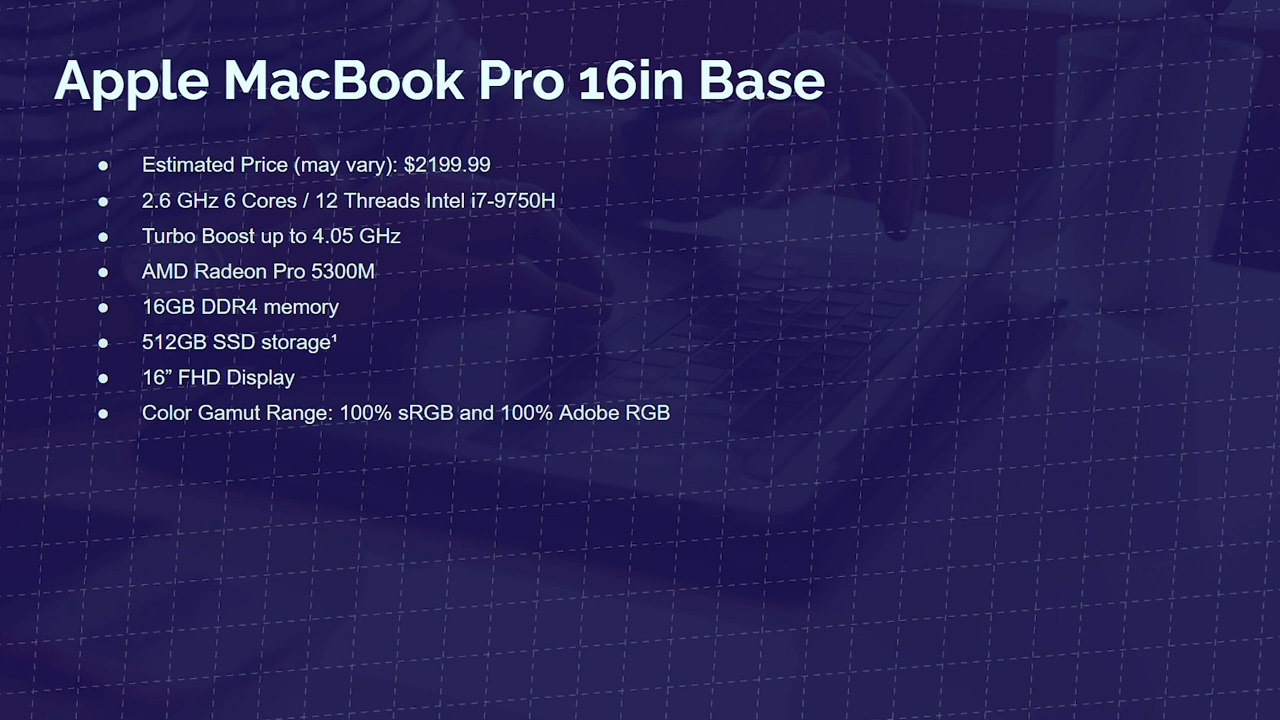 Apple MacBook Pro 16in Base
● Estimated Price (may vary): $2199.99
● 2.6 GHz 6 Cores / 12 Threads Intel i7-9750H
● Turbo Boost up to 4.05 GHz
● AMD Radeon Pro 5300M
● 16GB DDR4 memory
● 512GB SSD storage¹
● 16” FHD Display
● Color Gamut Range: 100% sRGB and 100% Adobe RGB